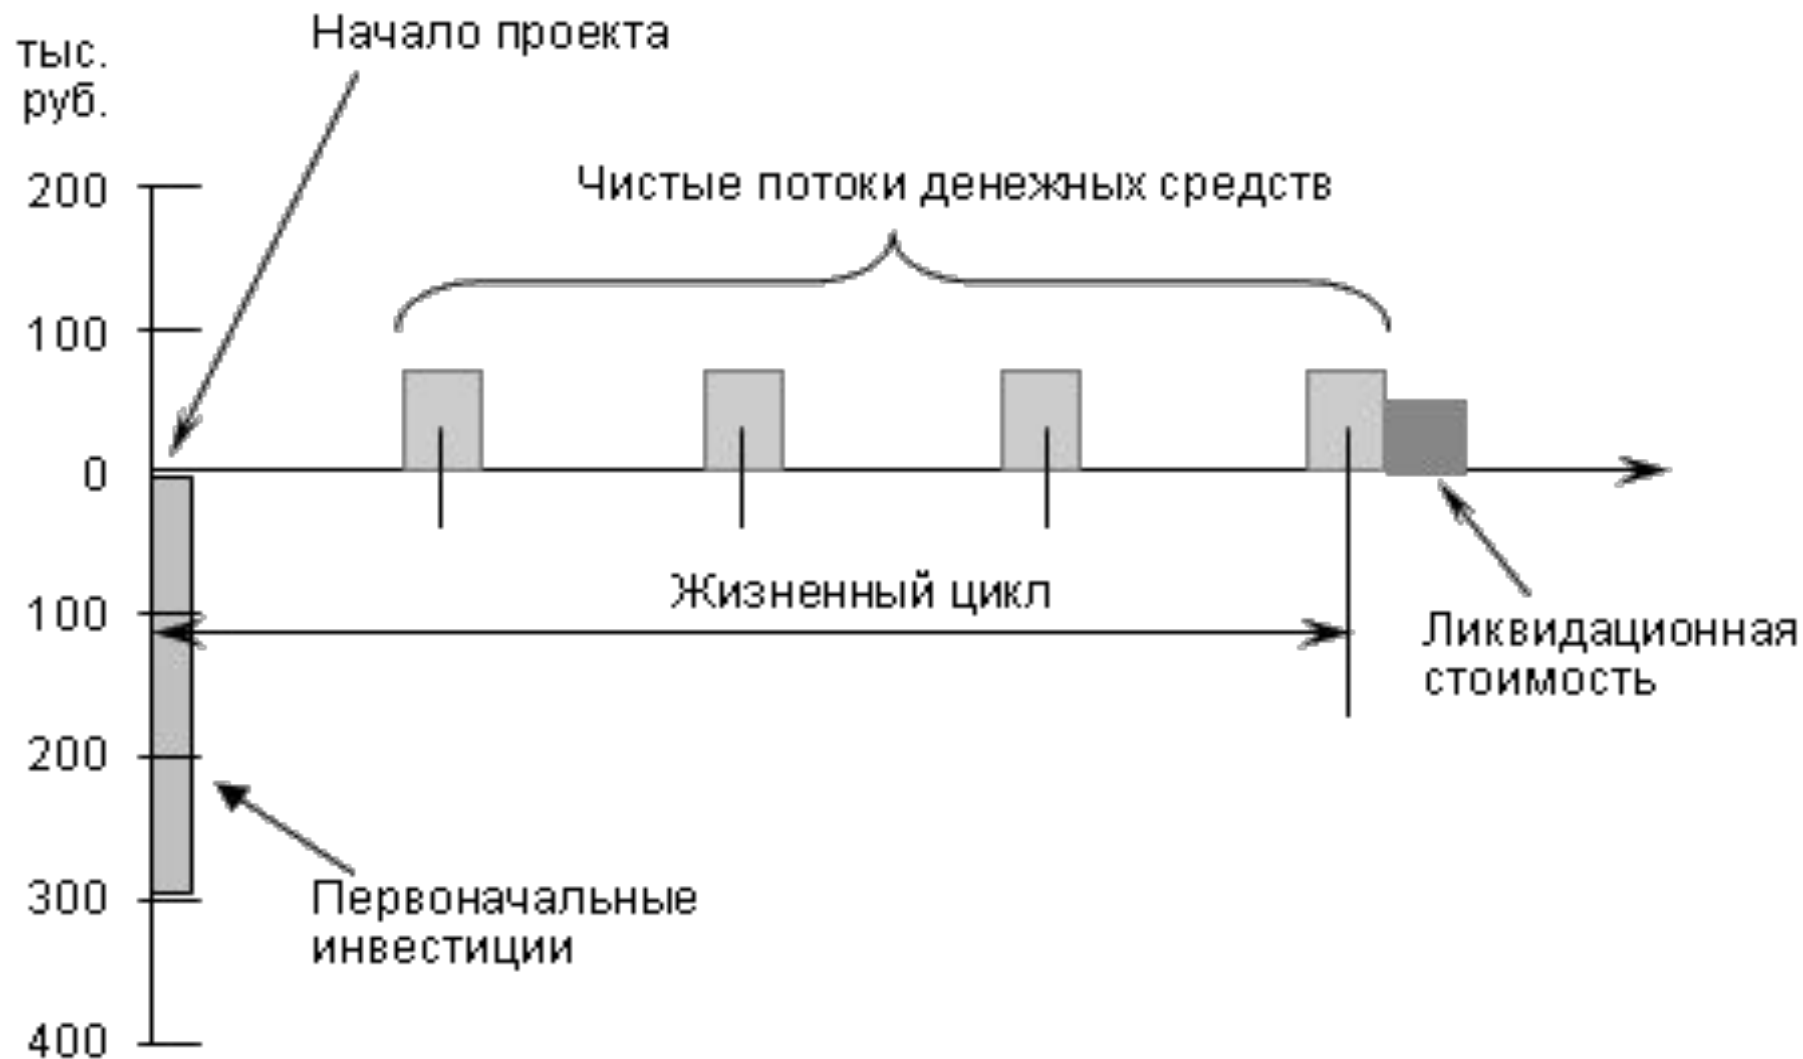 Начало проекта
тыс.
руб.
Чистые потоки денежных средств
200
100
0
Жизненный цикл
100
Ликвидационная
стоимость
200
Первоначальные
инвестиции
300
400